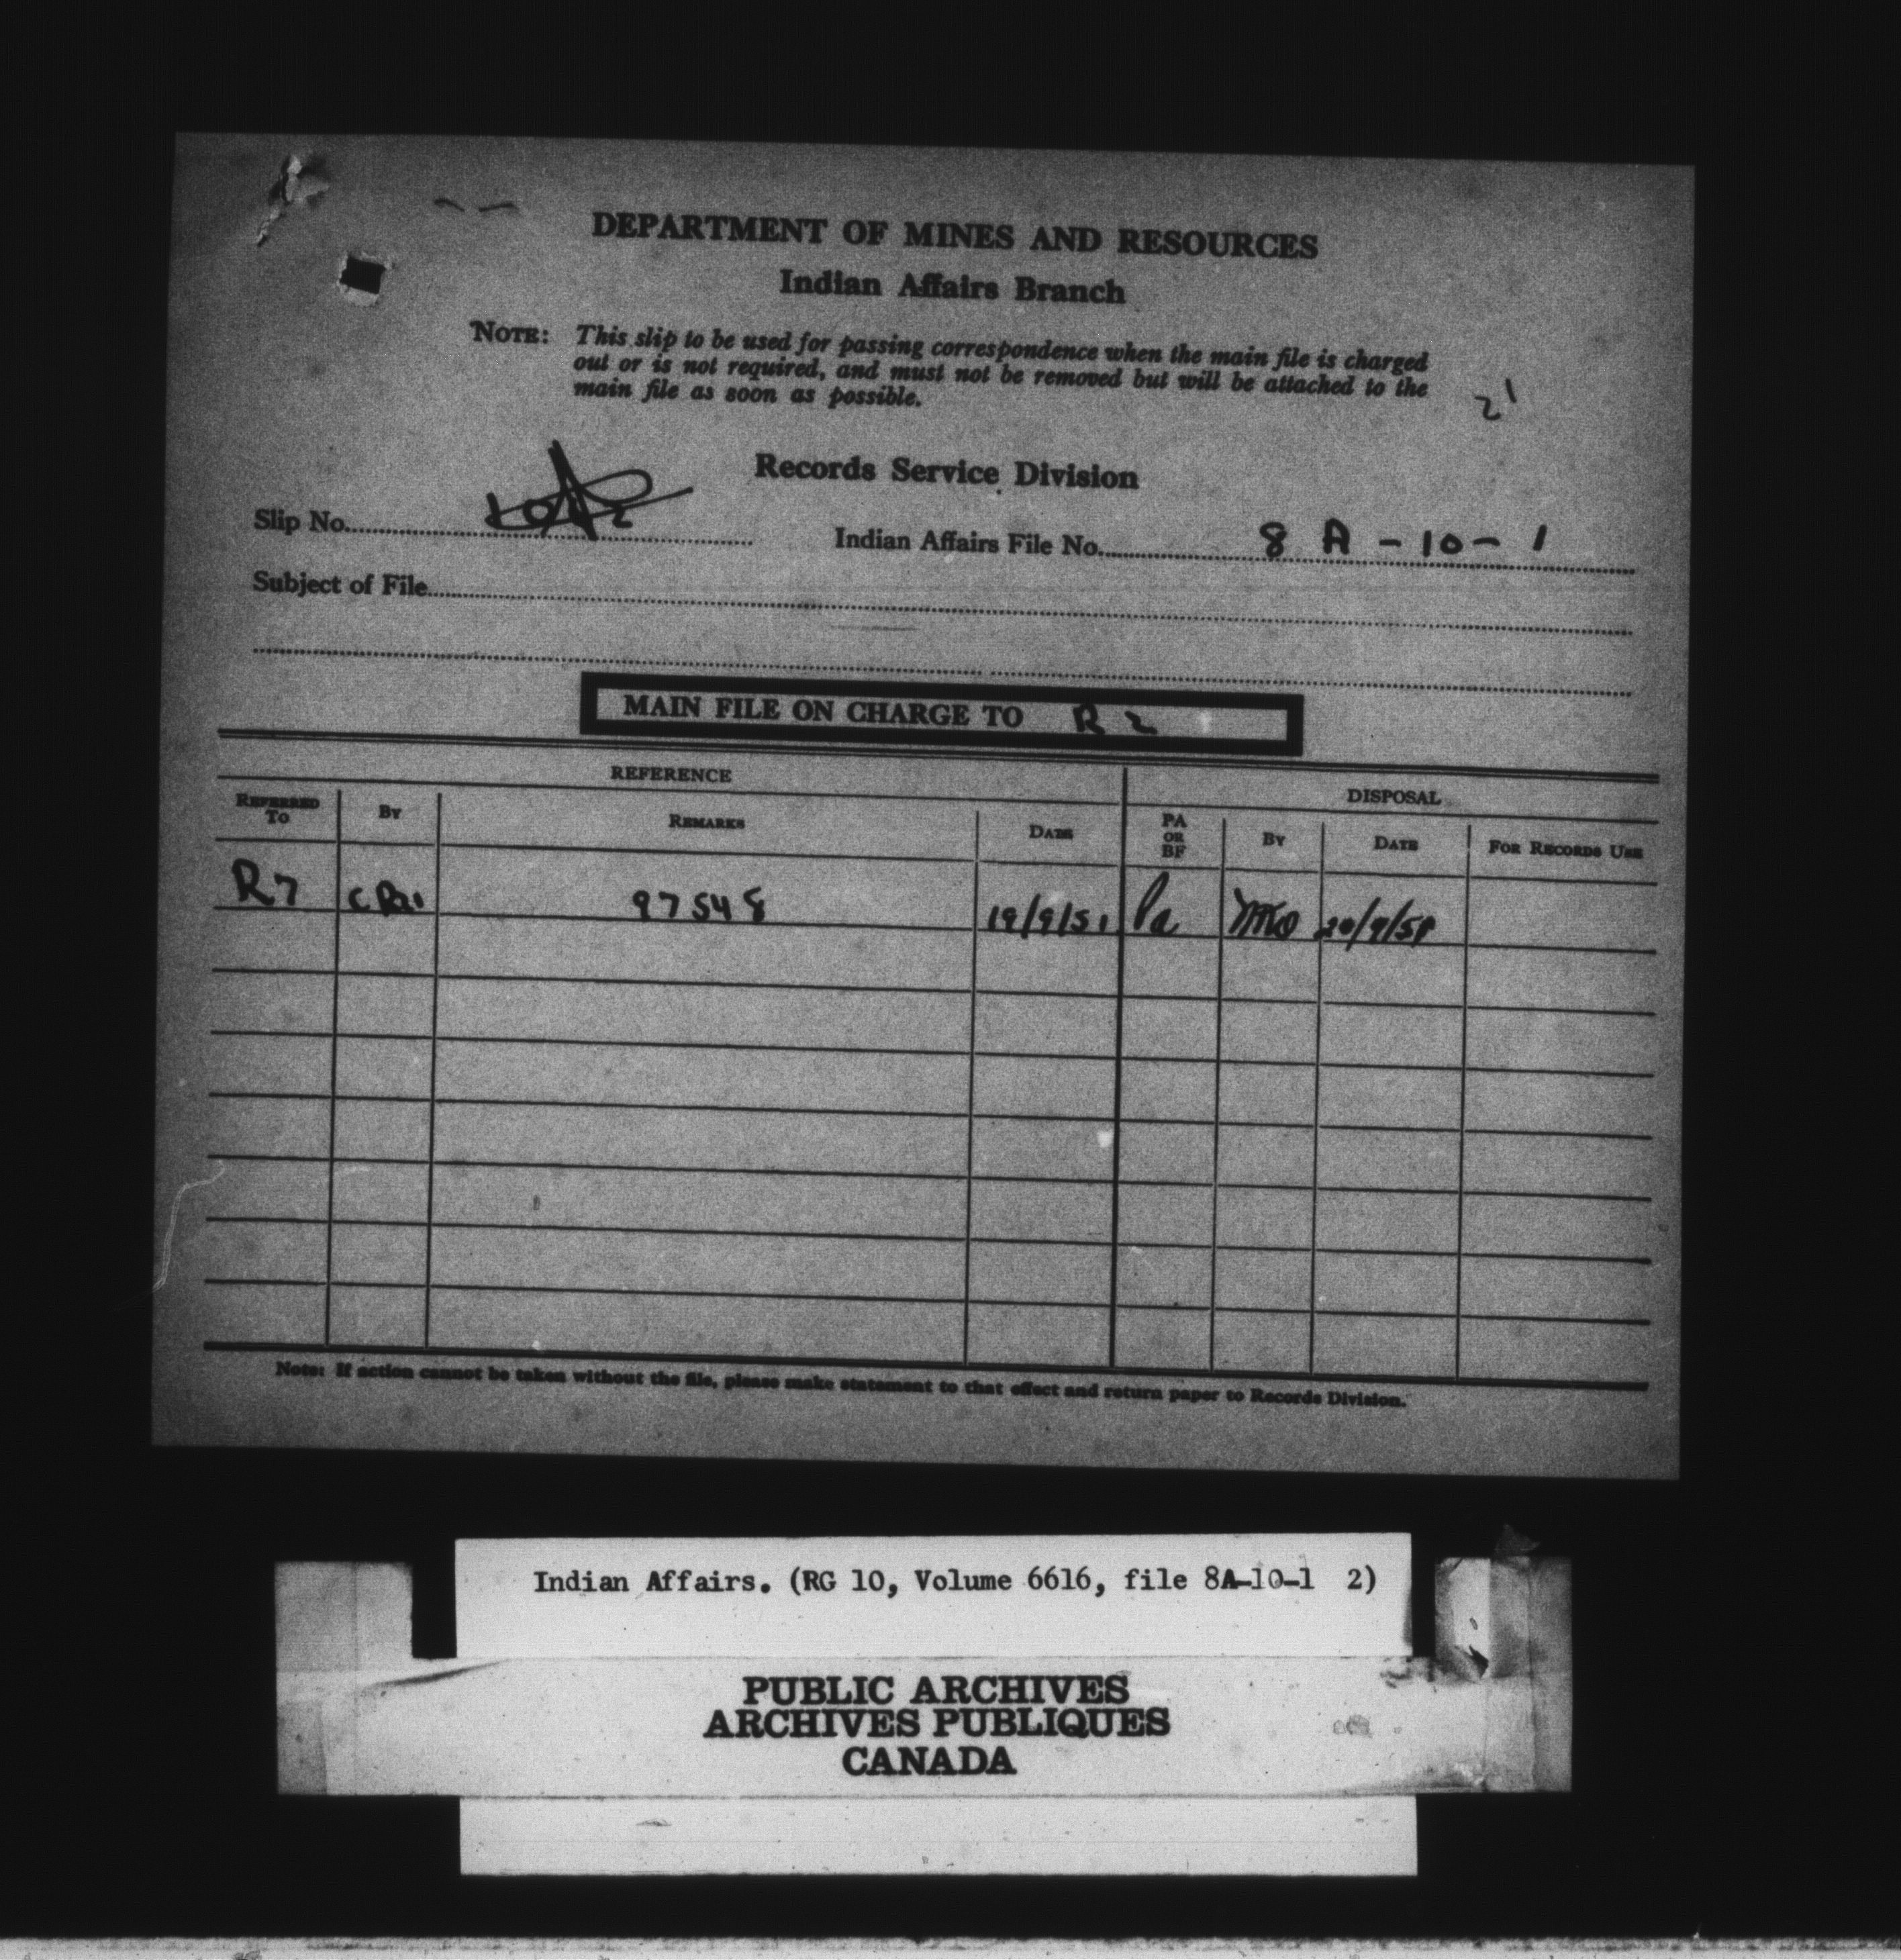 DEPARTMENT OF MINES AND RESOURCES
Indian Affairs Branch
NOTE: This slip to be used for passing correspondence when the main file is charged
out or is not required, and must not be removed but will be attached to the
main file as soon as possible.
21
Records Service Division
Slip No.
Indian Affairs File No. 8 A - 10 - 1
Subject of File
MAIN FILE ON CHARGE TO R 2
REFERENCE DISPOSAL
REFERRED TO By REMARKS DATE PA OR BF By DATE FOR RECORDS USE
R7 CR21 97548 19/9/51 Pa 20/9/51
Note: If action cannot be taken without the file, please make statement to that effect and return paper to Records Division.
Indian Affairs. (RG 10, Volume 6616, file 8A-10-1 2)
PUBLIC ARCHIVES
ARCHIVES PUBLIQUES
CANADA